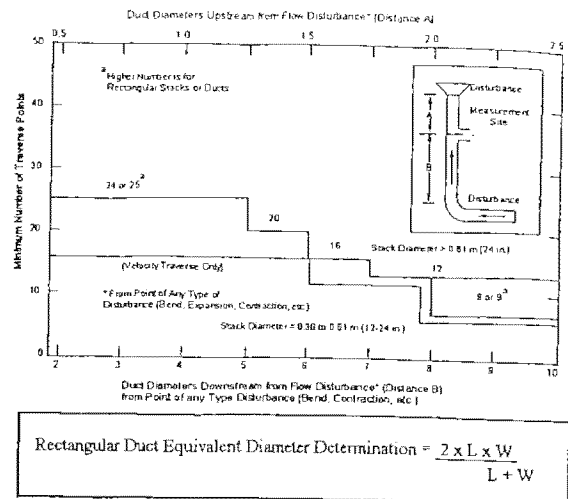 Duct Diameters Upstream from Flow Disturbance* (Distance A)
0.5 1.0 1.5 2.0 2.5
50
40
30
20
10
0
Minimum Number of Traverse Points
a Higher Number is for
Rectangular Stacks or Ducts
Disturbance
Measurement
Site
A
B
Disturbance
24 or 25 a
20
16
Stack Diameter > 0.61 m (24 in.)
12
(Velocity Traverse Only)
8 or 9 a
* From Point of Any Type of
Disturbance (Bend, Expansion, Contraction, etc.)
Stack Diameter = 0.30 to 0.61 m (12-24 in.)
2 3 4 5 6 7 8 9 10
Duct Diameters Downstream from Flow Disturbance* (Distance B)
from Point of any Type Disturbance (Bend, Contraction, etc.)
Rectangular Duct Equivalent Diameter Determination = 2 x L x W
L + W